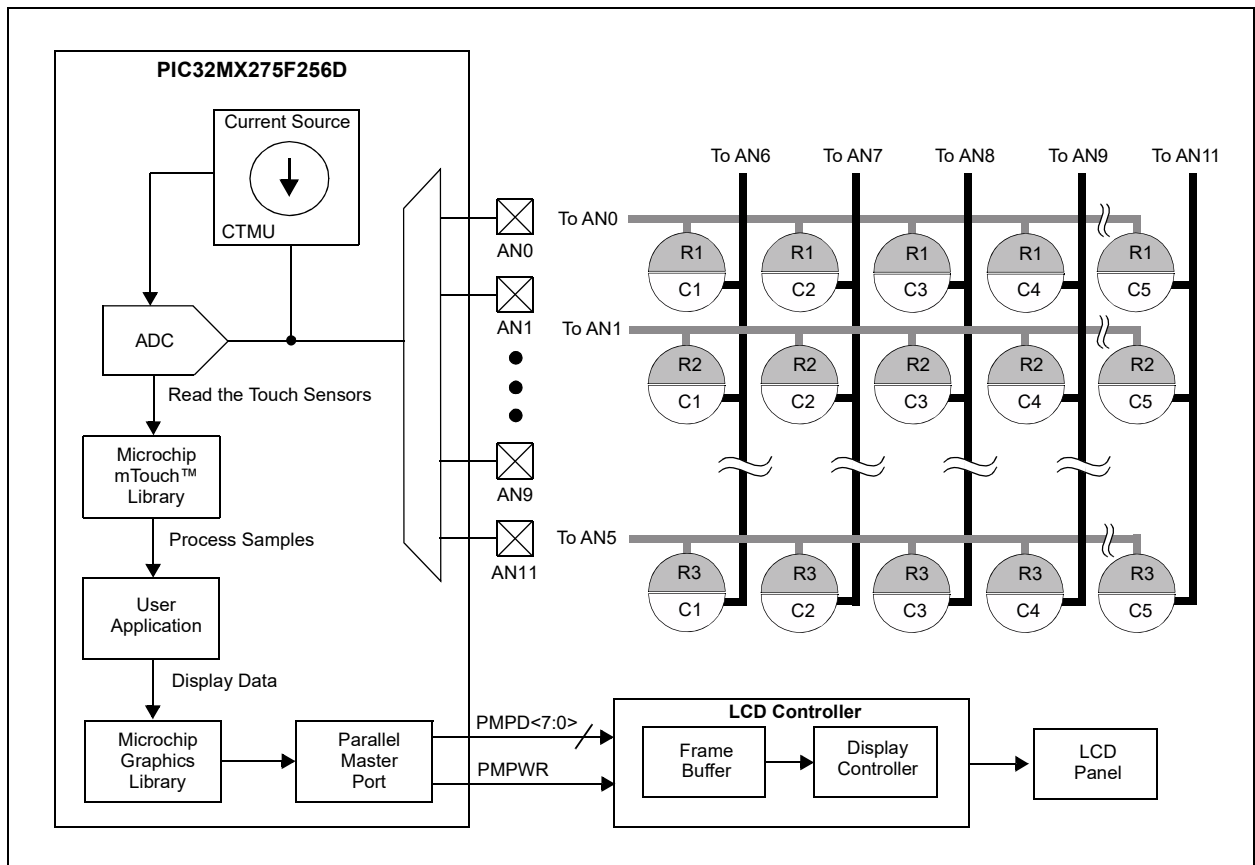 PIC32MX275F256D
Current Source
CTMU
ADC
Read the Touch Sensors
Microchip
mTouch™
Library
Process Samples
User
Application
Display Data
Microchip
Graphics
Library
Parallel
Master
Port
AN0
AN1
AN9
AN11
To AN6
To AN7
To AN8
To AN9
To AN11
To AN0
R1
R1
R1
R1
R1
C1
C2
C3
C4
C5
To AN1
R2
R2
R2
R2
R2
C1
C2
C3
C4
C5
To AN5
R3
R3
R3
R3
R3
C1
C2
C3
C4
C5
PMPD<7:0>
PMPWR
LCD Controller
Frame
Buffer
Display
Controller
LCD
Panel